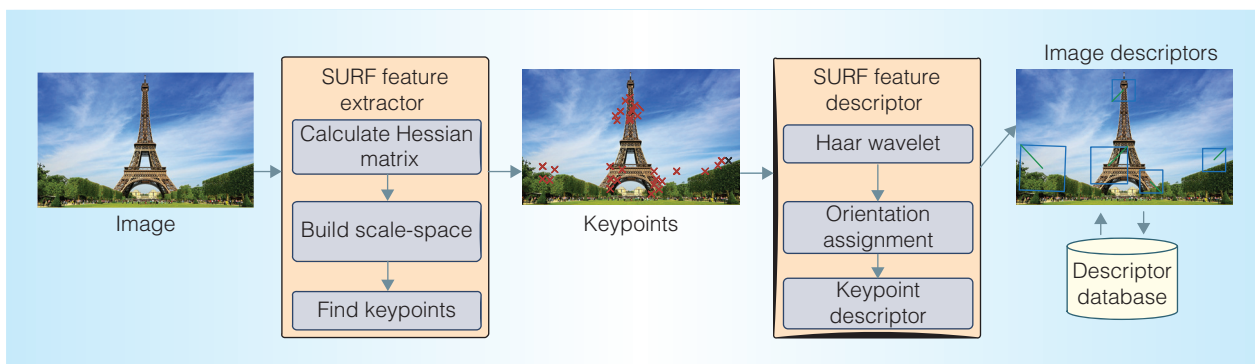 Image
SURF feature
extractor
Calculate Hessian
matrix
Build scale-space
Find keypoints
Keypoints
SURF feature
descriptor
Haar wavelet
Orientation
assignment
Keypoint
descriptor
Image descriptors
Descriptor
database